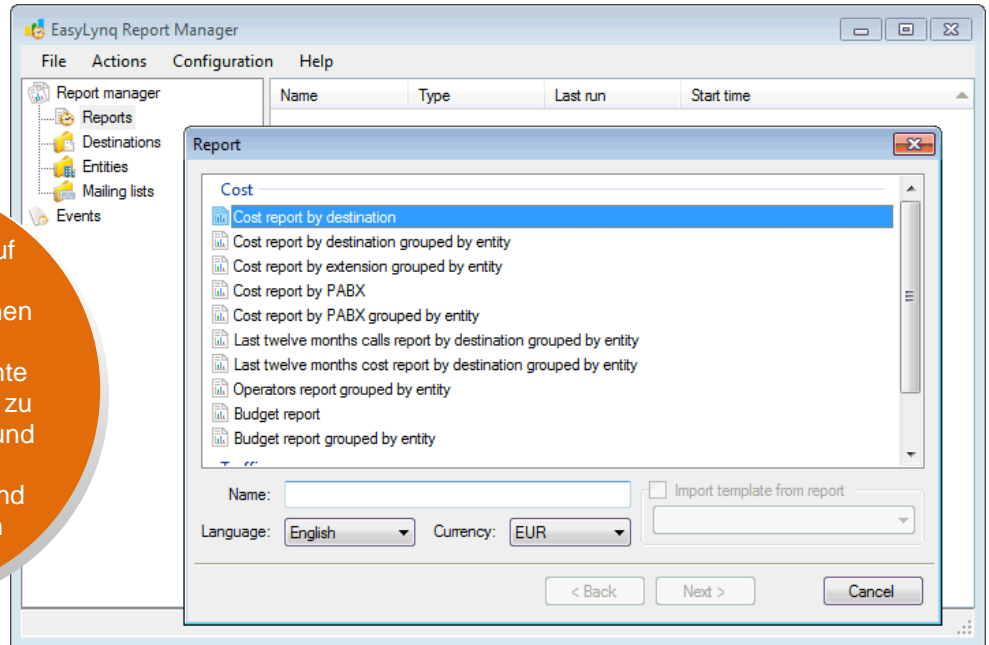 EasyLynq Report Manager
File Actions Configuration Help
Report manager
Reports
Destinations
Entities
Mailing lists
Events
Name Type Last run Start time
Report
Cost
Cost report by destination
Cost report by destination grouped by entity
Cost report by extension grouped by entity
Cost report by PABX
Cost report by PABX grouped by entity
Last twelve months calls report by destination grouped by entity
Last twelve months cost report by destination grouped by entity
Operators report grouped by entity
Budget report
Budget report grouped by entity
Name:
Import template from report
Language: English Currency: EUR
< Back Next > Cancel
zu